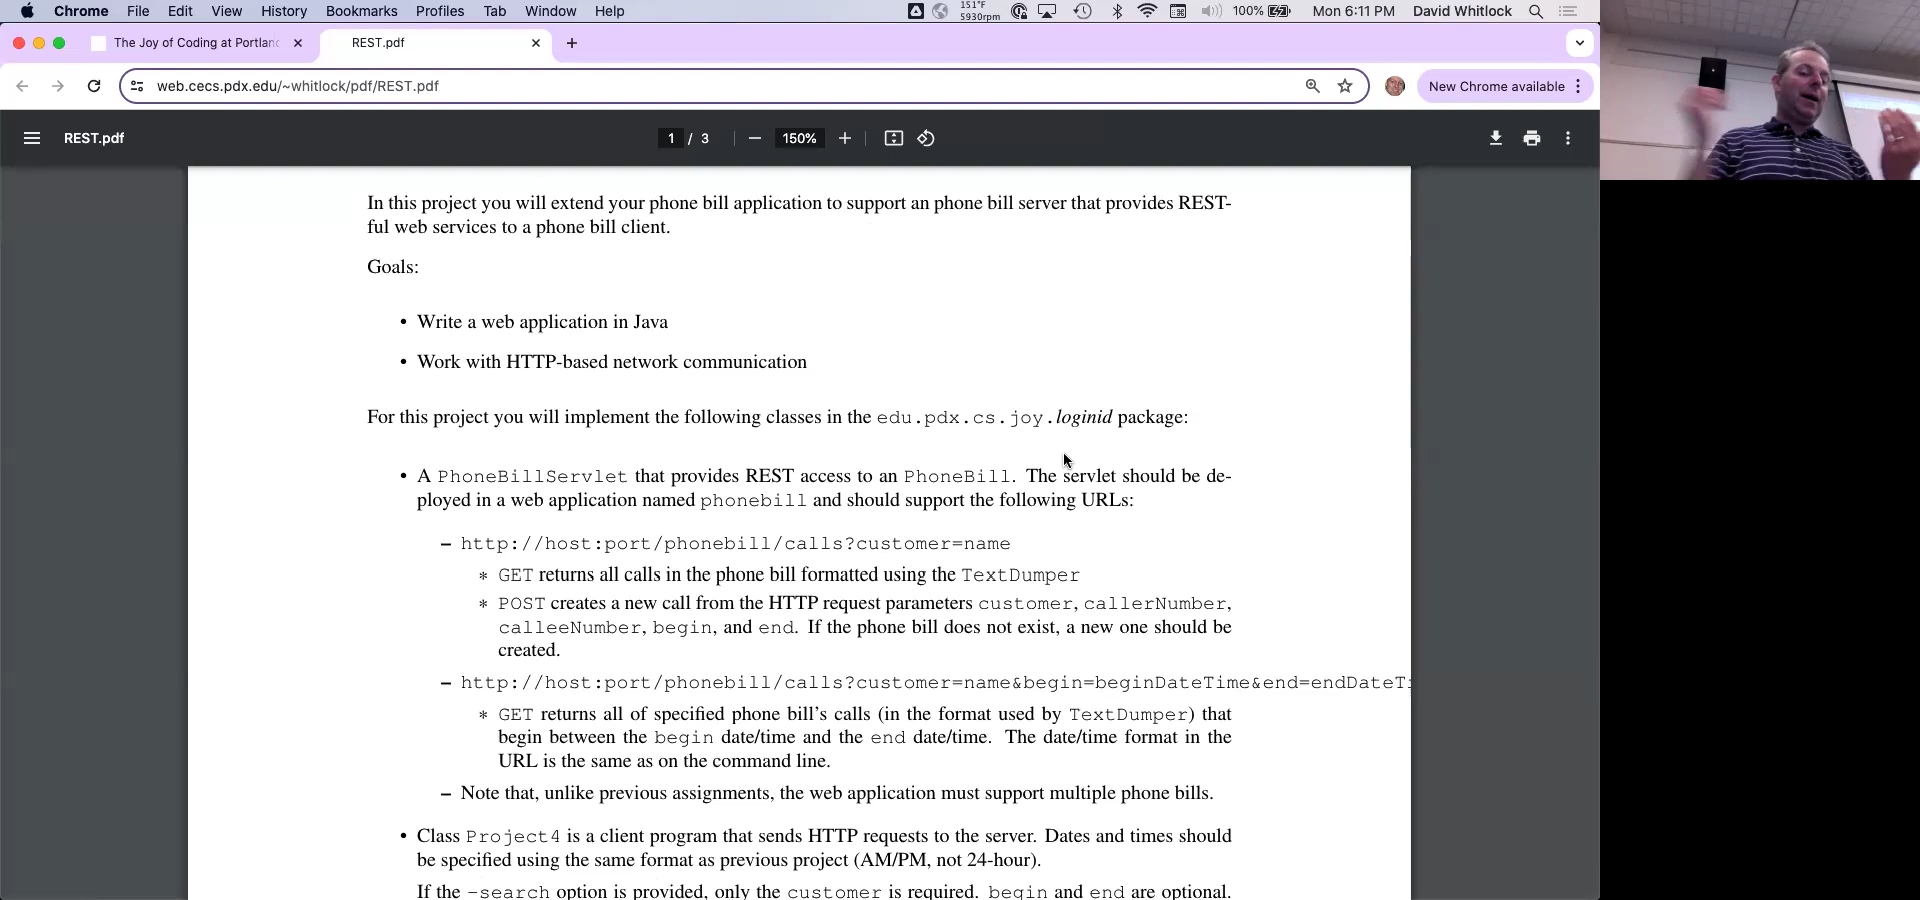 Chrome File Edit View History Bookmarks Profiles Tab Window Help 151°F 5930rpm 100% Mon 6:11 PM David Whitlock
The Joy of Coding at Portlan REST.pdf
web.cecs.pdx.edu/~whitlock/pdf/REST.pdf New Chrome available
REST.pdf 1 / 3 150%
In this project you will extend your phone bill application to support an phone bill server that provides REST-
ful web services to a phone bill client.
Goals:
• Write a web application in Java
• Work with HTTP-based network communication
For this project you will implement the following classes in the edu.pdx.cs.joy.loginid package:
• A PhoneBillServlet that provides REST access to an PhoneBill. The servlet should be de-
ployed in a web application named phonebill and should support the following URLs:
– http://host:port/phonebill/calls?customer=name
* GET returns all calls in the phone bill formatted using the TextDumper
* POST creates a new call from the HTTP request parameters customer, callerNumber,
calleeNumber, begin, and end. If the phone bill does not exist, a new one should be
created.
– http://host:port/phonebill/calls?customer=name&begin=beginDateTime&end=endDateT
* GET returns all of specified phone bill's calls (in the format used by TextDumper) that
begin between the begin date/time and the end date/time. The date/time format in the
URL is the same as on the command line.
– Note that, unlike previous assignments, the web application must support multiple phone bills.
• Class Project4 is a client program that sends HTTP requests to the server. Dates and times should
be specified using the same format as previous project (AM/PM, not 24-hour).
If the -search option is provided, only the customer is required. begin and end are optional.